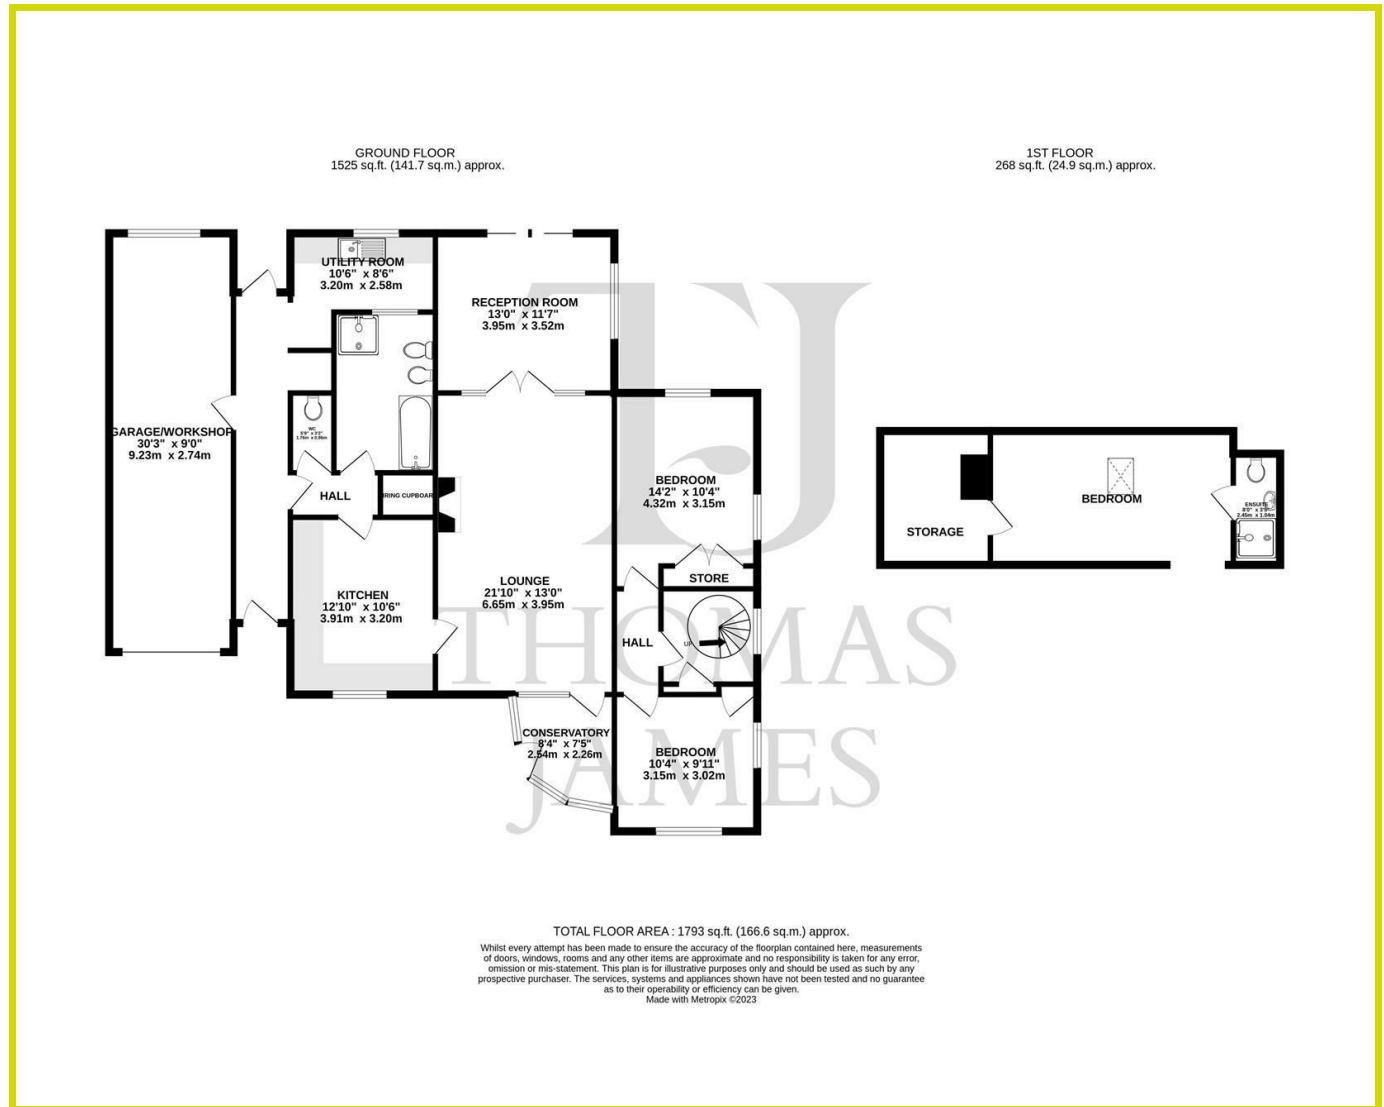 GROUND FLOOR
1525 sq.ft. (141.7 sq.m.) approx.
1ST FLOOR
268 sq.ft. (24.9 sq.m.) approx.
UTILITY ROOM
10'6" x 8'6"
3.20m x 2.58m
RECEPTION ROOM
13'0" x 11'7"
3.95m x 3.52m
GARAGE/WORKSHOP
30'3" x 9'0"
9.23m x 2.74m
WC
HALL
IRING CUPBOAR
BEDROOM
14'2" x 10'4"
4.32m x 3.15m
STORE
LOUNGE
21'10" x 13'0"
6.65m x 3.95m
KITCHEN
12'10" x 10'6"
3.91m x 3.20m
HALL
UP
CONSERVATORY
8'4" x 7'5"
2.54m x 2.26m
BEDROOM
10'4" x 9'11"
3.15m x 3.02m
STORAGE
BEDROOM
ENSUITE
TJ
THOMAS
JAMES
TOTAL FLOOR AREA : 1793 sq.ft. (166.6 sq.m.) approx.
Whilst every attempt has been made to ensure the accuracy of the floorplan contained here, measurements
of doors, windows, rooms and any other items are approximate and no responsibility is taken for any error,
omission or mis-statement. This plan is for illustrative purposes only and should be used as such by any
prospective purchaser. The services, systems and appliances shown have not been tested and no guarantee
as to their operability or efficiency can be given.
Made with Metropix ©2023